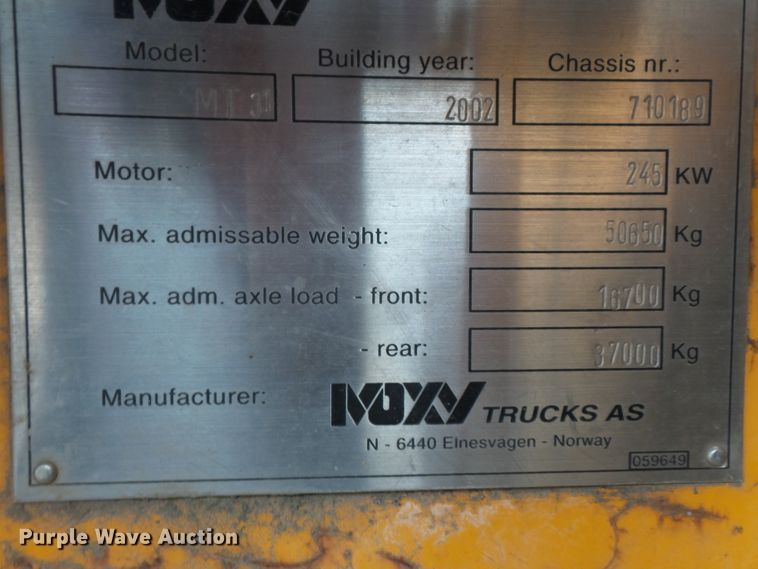 MOXY
Model: Building year: Chassis nr.:
MT 31 2002 710189
Motor: 245 KW
Max. admissable weight: 50650 Kg
Max. adm. axle load - front: 16700 Kg
- rear: 37000 Kg
Manufacturer: MOXY TRUCKS AS
N - 6440 Elnesvagen - Norway
059649
Purple Wave Auction